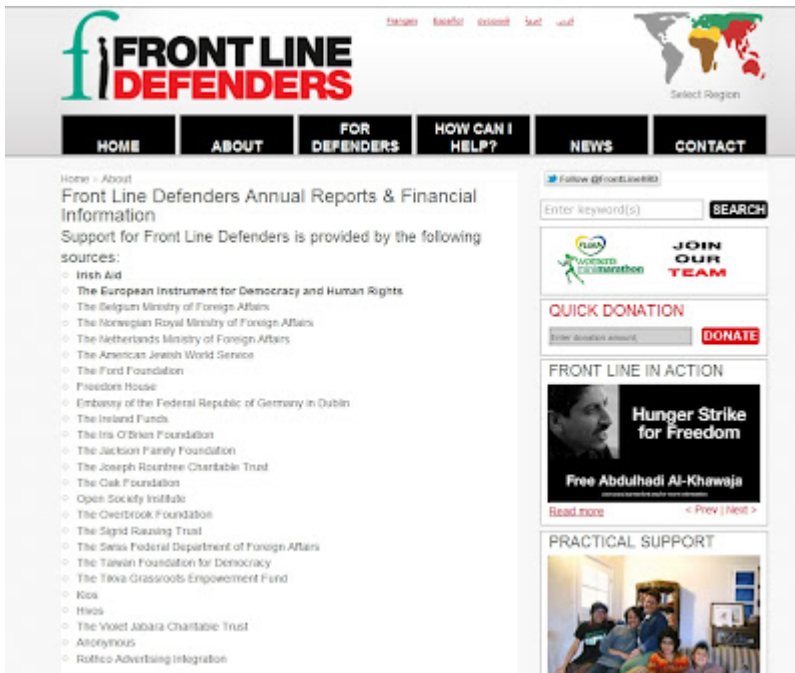 Français Español русский
FRONT LINE
DEFENDERS
Select Region
HOME
ABOUT
FOR
DEFENDERS
HOW CAN I
HELP?
NEWS
CONTACT
Home » About
Front Line Defenders Annual Reports & Financial
Information
Support for Front Line Defenders is provided by the following
sources:
Irish Aid
The European Instrument for Democracy and Human Rights
The Belgium Ministry of Foreign Affairs
The Norwegian Royal Ministry of Foreign Affairs
The Netherlands Ministry of Foreign Affairs
The American Jewish World Service
The Ford Foundation
Freedom House
Embassy of the Federal Republic of Germany in Dublin
The Ireland Funds
The Iris O'Brien Foundation
The Jackson Family Foundation
The Joseph Rountree Charitable Trust
The Oak Foundation
Open Society Institute
The Overbrook Foundation
The Sigrid Rausing Trust
The Swiss Federal Department of Foreign Affairs
The Taiwan Foundation for Democracy
The Tikva Grassroots Empowerment Fund
Kios
Hivos
The Violet Jabara Charitable Trust
Anonymous
Rothco Advertising Integration
Follow @FrontLineHRD
Enter keyword(s)
SEARCH
FLORA
women's
minimarathon
JOIN
OUR
TEAM
QUICK DONATION
Enter donation amount
DONATE
FRONT LINE IN ACTION
Hunger Strike
for Freedom
Free Abdulhadi Al-Khawaja
Read more
< Prev | Next >
PRACTICAL SUPPORT